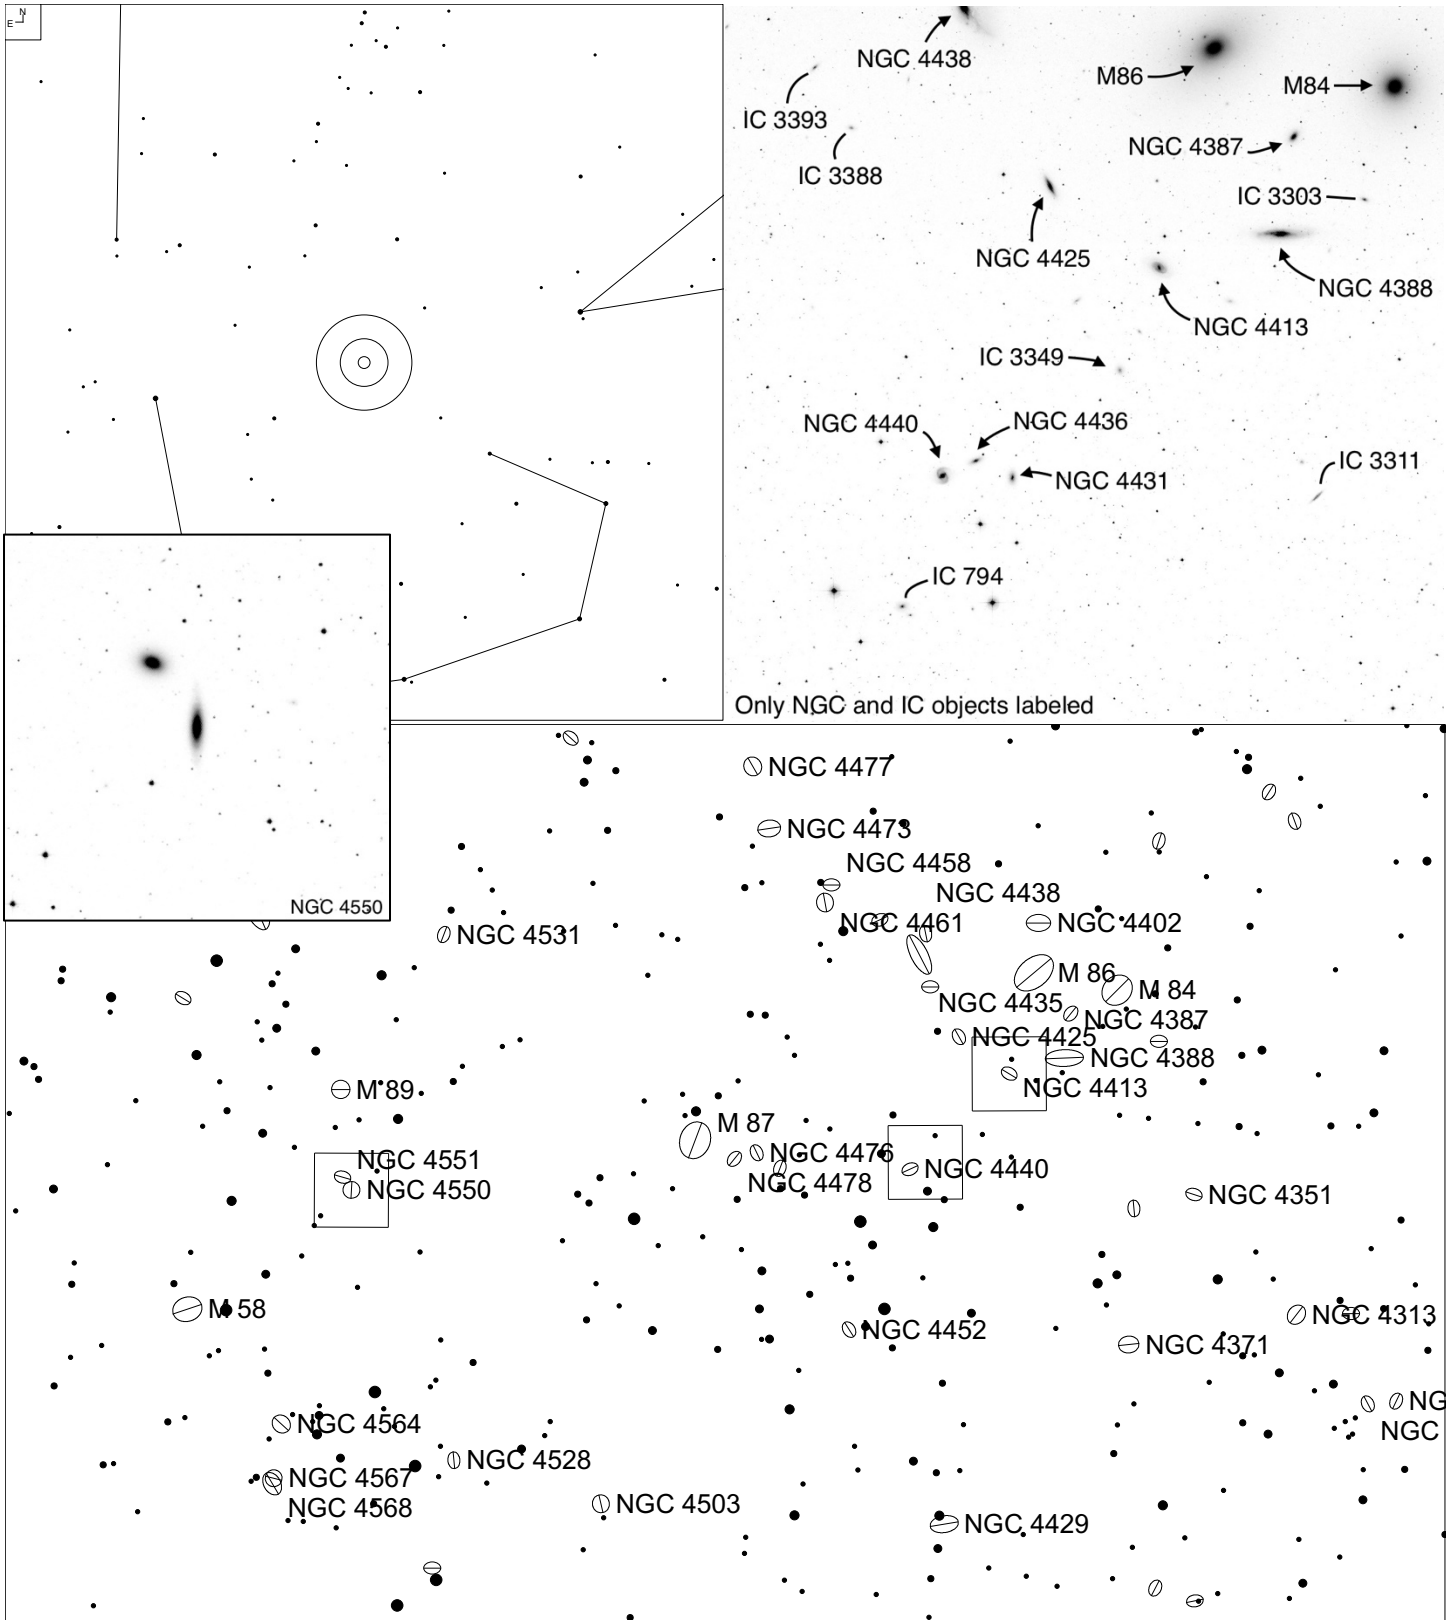 N
E
NGC 4438
M86
M84
IC 3393
NGC 4387
IC 3388
IC 3303
NGC 4425
NGC 4388
NGC 4413
IC 3349
NGC 4440
NGC 4436
IC 3311
NGC 4431
IC 794
Only NGC and IC objects labeled
NGC 4550
NGC 4477
NGC 4473
NGC 4458
NGC 4438
NGC 4461
NGC 4402
NGC 4531
M 86
M 84
NGC 4435
NGC 4387
NGC 4425
NGC 4388
M 89
NGC 4413
M 87
NGC 4476
NGC 4551
NGC 4440
NGC 4478
NGC 4550
NGC 4351
M 58
NGC 4313
NGC 4452
NGC 4371
NG
NGC 4564
NGC
NGC 4528
NGC 4567
NGC 4503
NGC 4568
NGC 4429